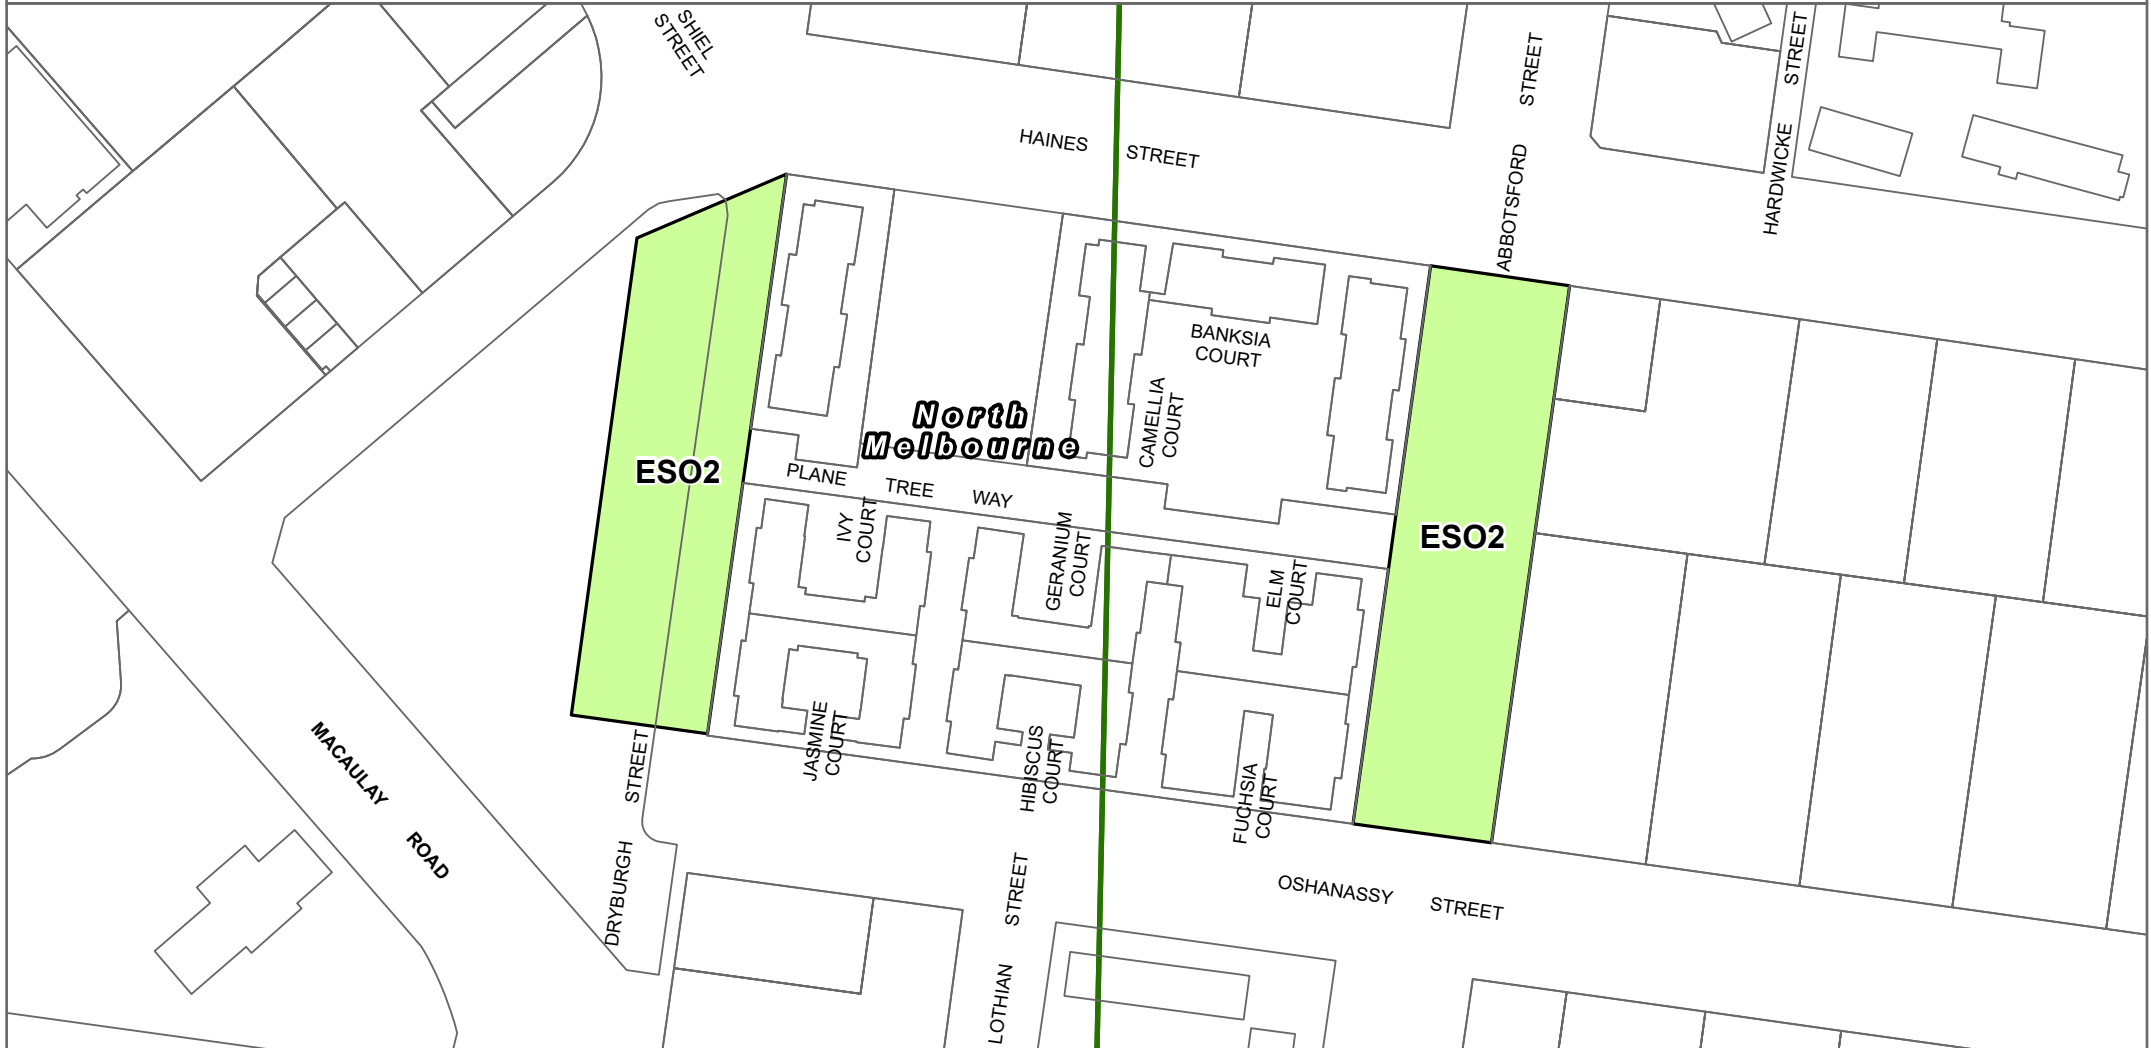 SHIEL
STREET
HAINES STREET
ABBOTSFORD STREET
HARDWICKE STREET
BANKSIA
COURT
CAMELLIA
COURT
North
Melbourne
ESO2
ESO2
PLANE TREE WAY
IVY
COURT
GERANIUM
COURT
ELM
COURT
JASMINE
COURT
HIBISCUS
COURT
FUCHSIA
COURT
MACAULAY ROAD
DRYBURGH STREET
LOTHIAN STREET
OSHANASSY STREET